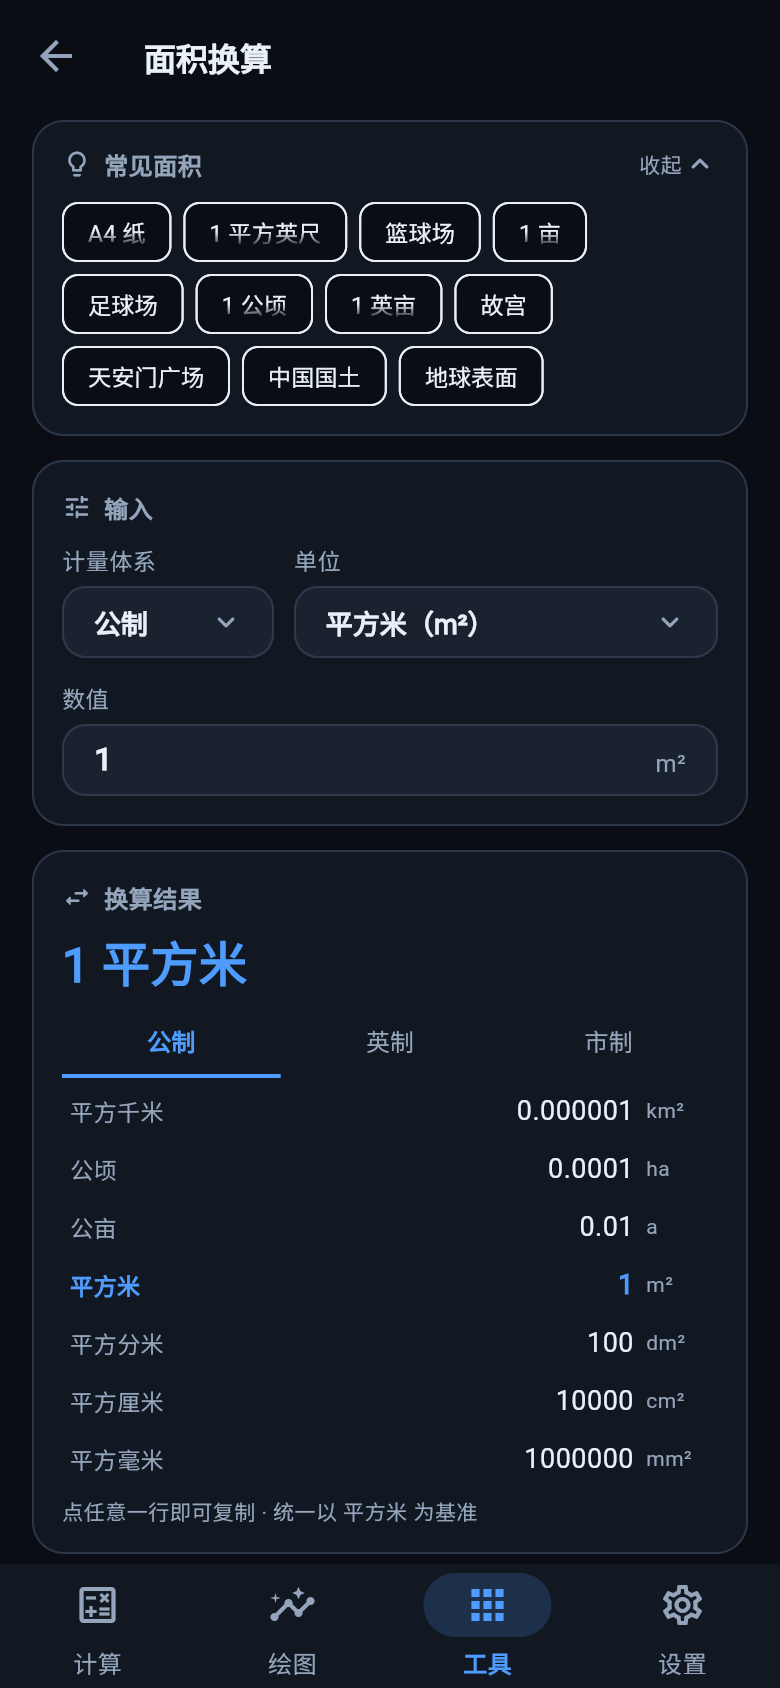 面积换算
常见面积
收起
A4 纸
1 平方英尺
篮球场
1 亩
足球场
1 公顷
1 英亩
故宫
天安门广场
中国国土
地球表面
输入
计量体系
单位
公制
平方米（m²）
数值
1 m²
换算结果
1 平方米
公制
英制
市制
平方千米 0.000001 km²
公顷 0.0001 ha
公亩 0.01 a
平方米 1 m²
平方分米 100 dm²
平方厘米 10000 cm²
平方毫米 1000000 mm²
点任意一行即可复制 · 统一以 平方米 为基准
计算
绘图
工具
设置